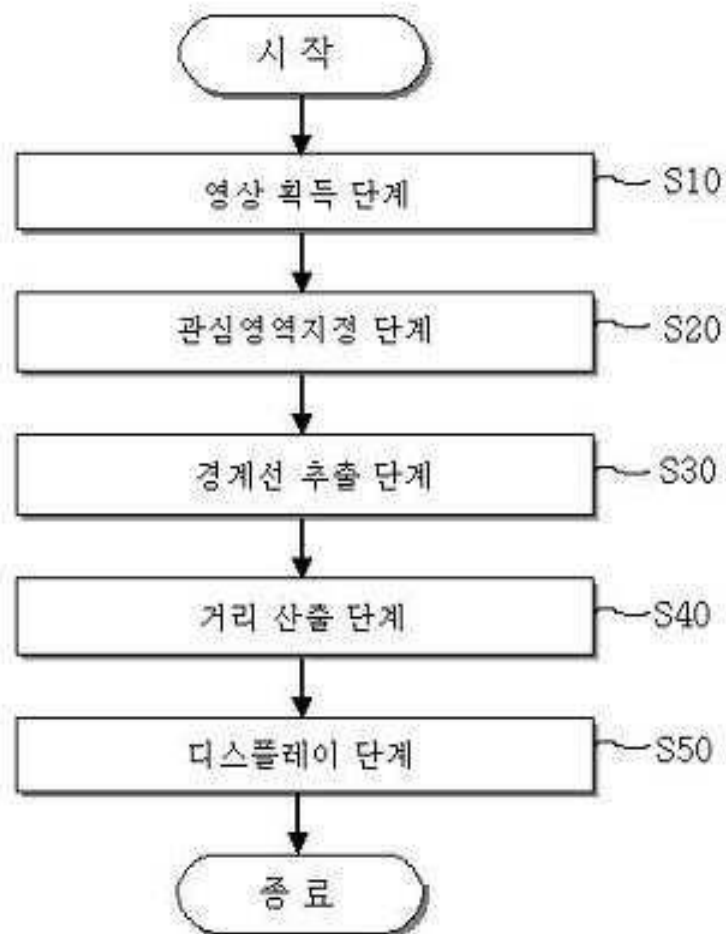 시 작
영상 획득 단계
S10
관심영역지정 단계
S20
경계선 추출 단계
S30
거리 산출 단계
S40
디스플레이 단계
S50
종 료